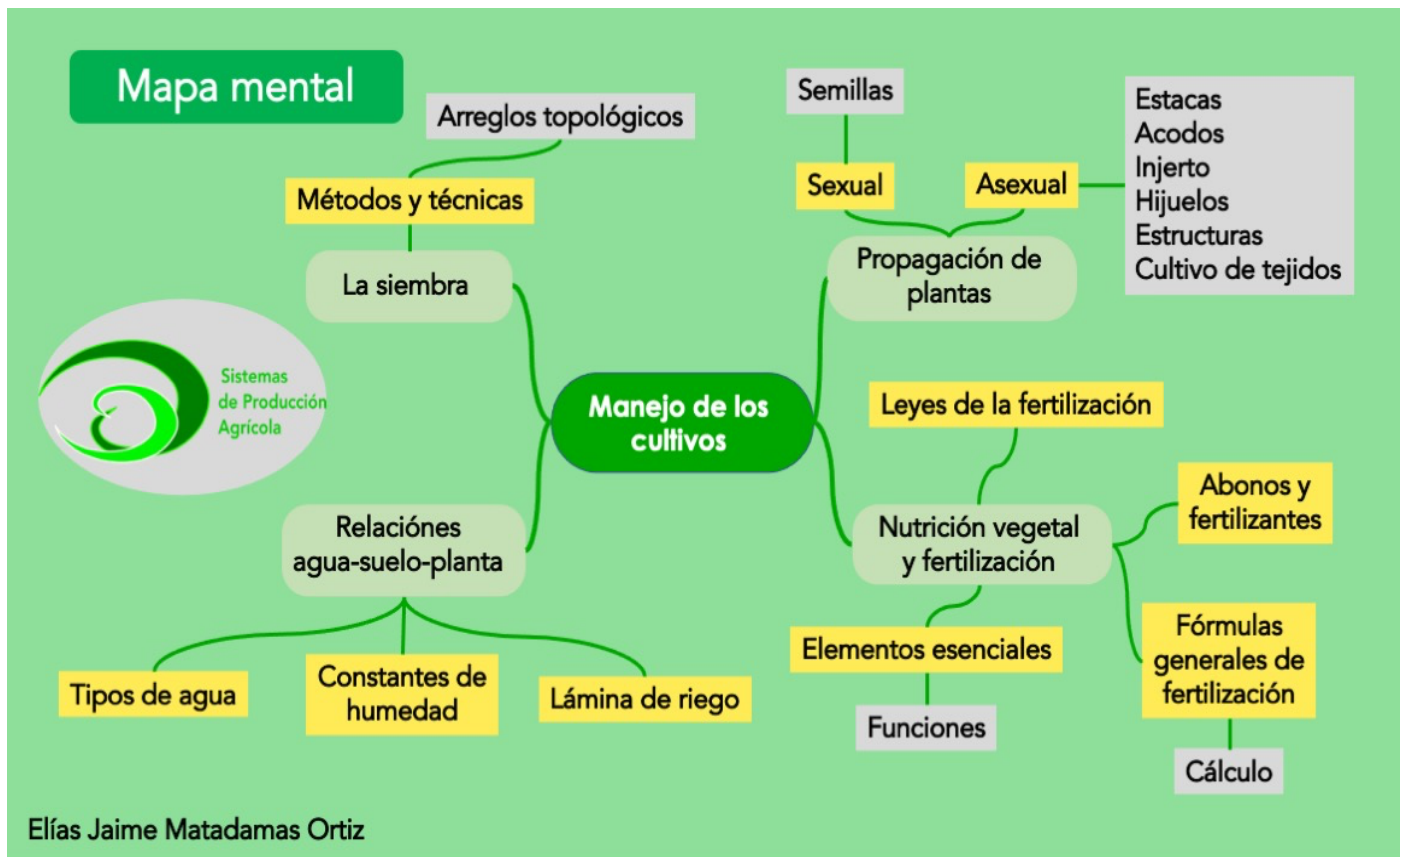 Mapa mental
Arreglos topológicos
Métodos y técnicas
La siembra
Semillas
Sexual
Asexual
Estacas
Acodos
Injerto
Hijuelos
Estructuras
Cultivo de tejidos
Propagación de
plantas
Sistemas
de Producción
Agrícola
Manejo de los
cultivos
Leyes de la fertilización
Abonos y
fertilizantes
Nutrición vegetal
y fertilización
Relaciónes
agua-suelo-planta
Elementos esenciales
Fórmulas
generales de
fertilización
Tipos de agua
Constantes de
humedad
Lámina de riego
Funciones
Cálculo
Elías Jaime Matadamas Ortiz